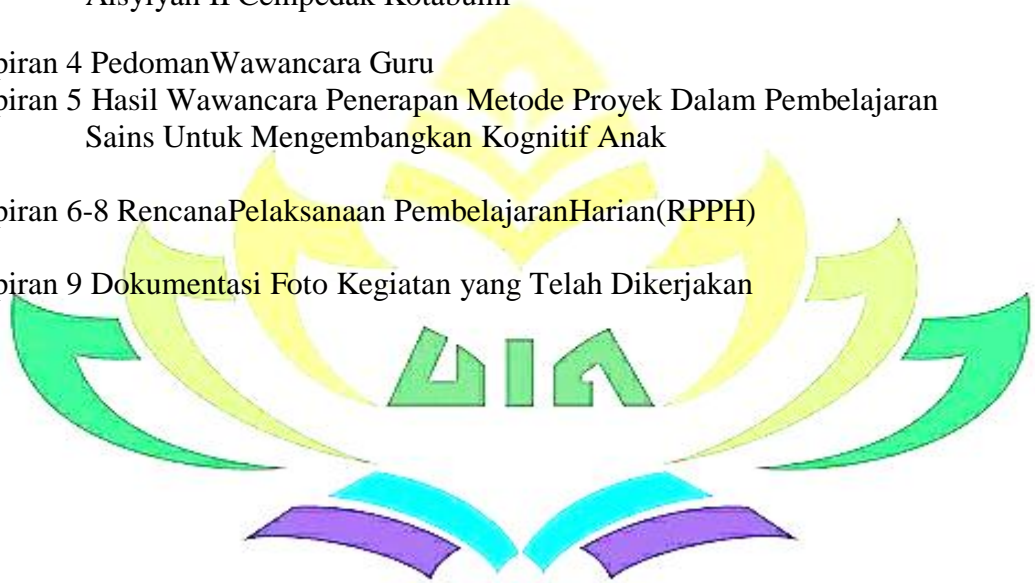 Aisyiyah II Cempedak Kotabumi
piran 4 PedomanWawancara Guru
piran 5 Hasil Wawancara Penerapan Metode Proyek Dalam Pembelajaran
Sains Untuk Mengembangkan Kognitif Anak
piran 6-8 RencanaPelaksanaan PembelajaranHarian(RPPH)
piran 9 Dokumentasi Foto Kegiatan yang Telah Dikerjakan
UIN